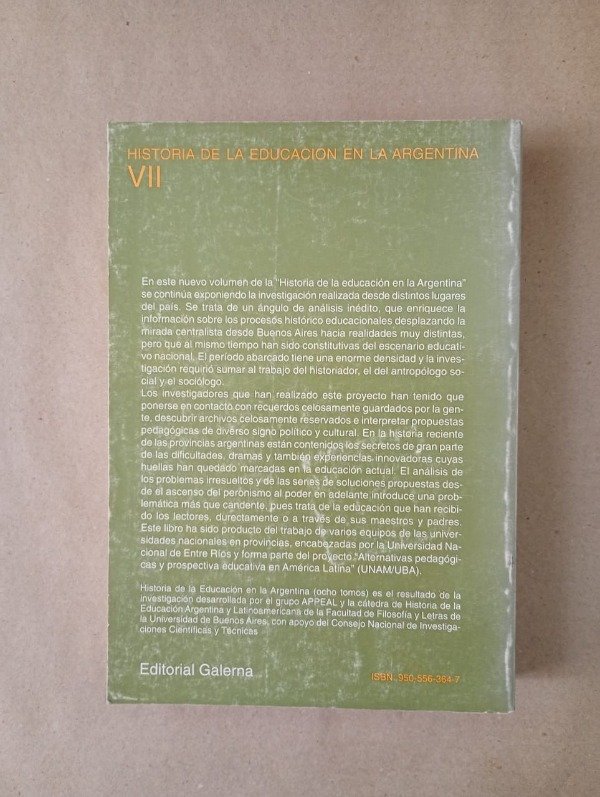 HISTORIA DE LA EDUCACION EN LA ARGENTINA
VII
En este nuevo volumen de la "Historia de la educación en la Argentina"
se continúa exponiendo la investigación realizada desde distintos lugares
del país. Se trata de un ángulo de análisis inédito, que enriquece la
información sobre los procesos histórico educacionales desplazando la
mirada centralista desde Buenos Aires hacia realidades muy distintas,
pero que al mismo tiempo han sido constitutivas del escenario educati-
vo nacional. El período abarcado tiene una enorme densidad y la inves-
tigación requirió sumar al trabajo del historiador, el del antropólogo so-
cial y el sociólogo.
Los investigadores que han realizado este proyecto han tenido que
ponerse en contacto con recuerdos celosamente guardados por la gen-
te, descubrir archivos celosamente reservados e interpretar propuestas
pedagógicas de diverso signo político y cultural. En la historia reciente
de las provincias argentinas están contenidos los secretos de gran parte
de las dificultades, dramas y también experiencias innovadoras cuyas
huellas han quedado marcadas en la educación actual. El análisis de
los problemas irresueltos y de las series de soluciones propuestas des-
de el ascenso del peronismo al poder en adelante introduce una pro-
blemática más que candente, pues trata de la educación que han recibi-
do los lectores, directamente o a través de sus maestros y padres.
Este libro ha sido producto del trabajo de varios equipos de las univer-
sidades nacionales en provincias, encabezadas por la Universidad Na-
cional de Entre Ríos y forma parte del proyecto "Alternativas pedagógi-
cas y prospectiva educativa en América Latina" (UNAM/UBA).
Historia de la Educación en la Argentina (ocho tomos) es el resultado de la
investigación desarrollada por el grupo APPEAL y la cátedra de Historia de la
Educación Argentina y Latinoamericana de la Facultad de Filosofía y Letras de
la Universidad de Buenos Aires, con apoyo del Consejo Nacional de Investiga-
ciones Científicas y Técnicas
Editorial Galerna
ISBN: 950-556-364-7